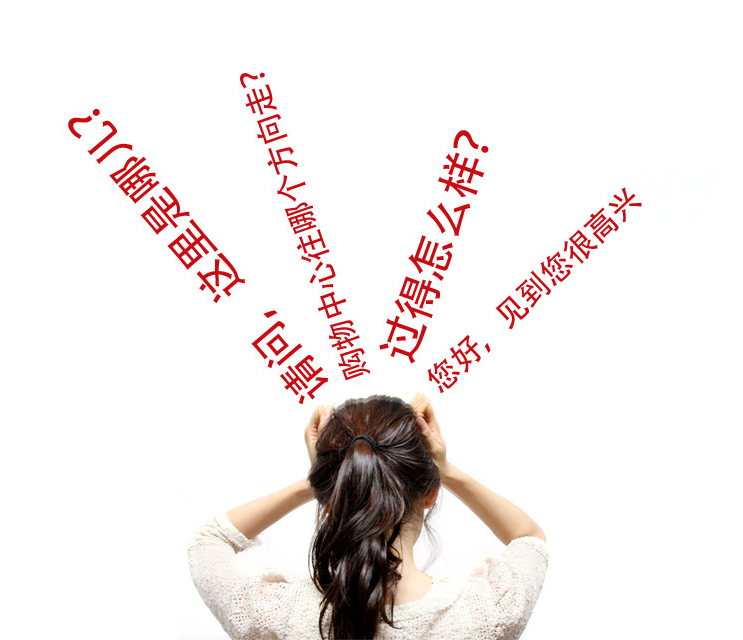 请问，这里是哪儿？
购物中心往哪个方向走？
过得怎么样？
您好，见到您很高兴